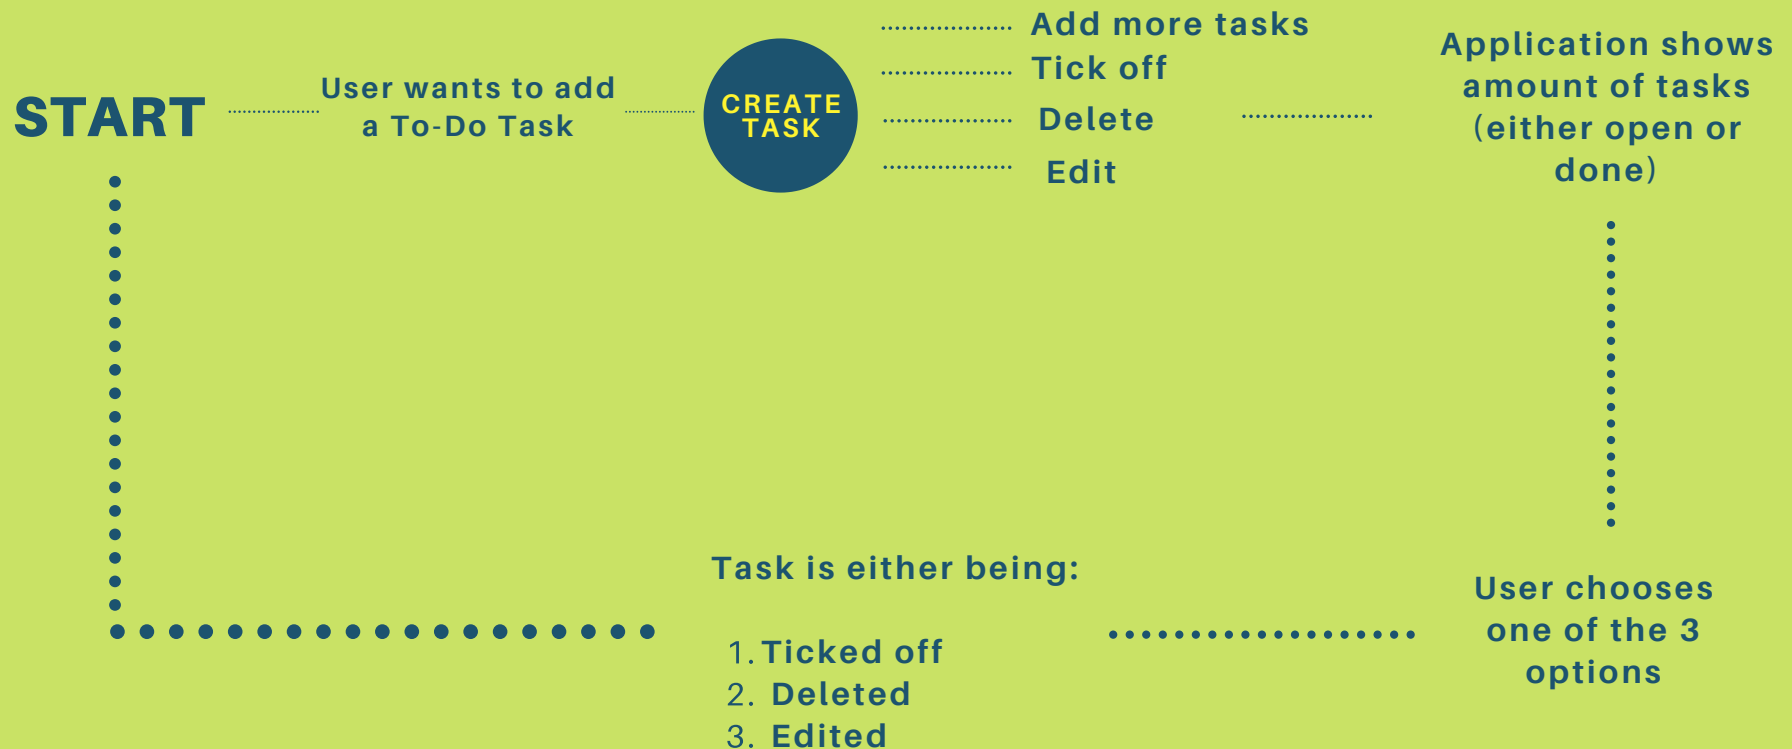 START
User wants to add
a To-Do Task
CREATE
TASK
Add more tasks
Tick off
Delete
Edit
Application shows
amount of tasks
(either open or
done)
User chooses
one of the 3
options
Task is either being:
1. Ticked off
2. Deleted
3. Edited